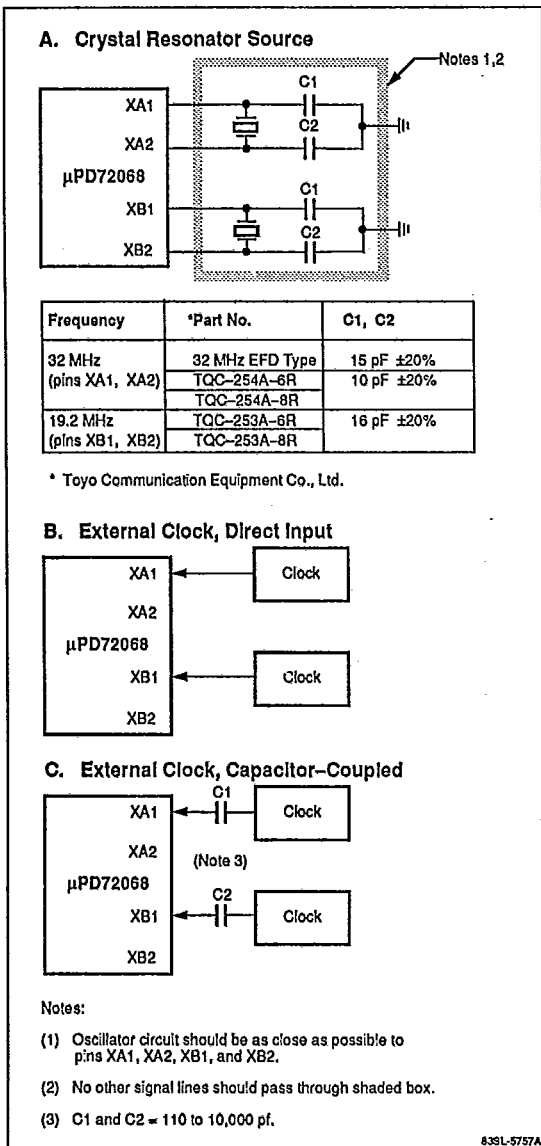 A. Crystal Resonator Source
Notes 1,2
C1
XA1
C2
XA2
µPD72068
C1
XB1
C2
XB2
Frequency *Part No. C1, C2
32 MHz 32 MHz EFD Type 15 pF ±20%
(pins XA1, XA2) TQC-254A-6R 10 pF ±20%
TQC-254A-8R
19.2 MHz TQC-253A-6R 16 pF ±20%
(pins XB1, XB2) TQC-253A-8R
* Toyo Communication Equipment Co., Ltd.
B. External Clock, Direct Input
XA1 Clock
XA2
µPD72068
XB1 Clock
XB2
C. External Clock, Capacitor-Coupled
C1
XA1 Clock
XA2
(Note 3)
µPD72068
C2
XB1 Clock
XB2
Notes:
(1) Oscillator circuit should be as close as possible to
pins XA1, XA2, XB1, and XB2.
(2) No other signal lines should pass through shaded box.
(3) C1 and C2 = 110 to 10,000 pf.
83SL-5757A